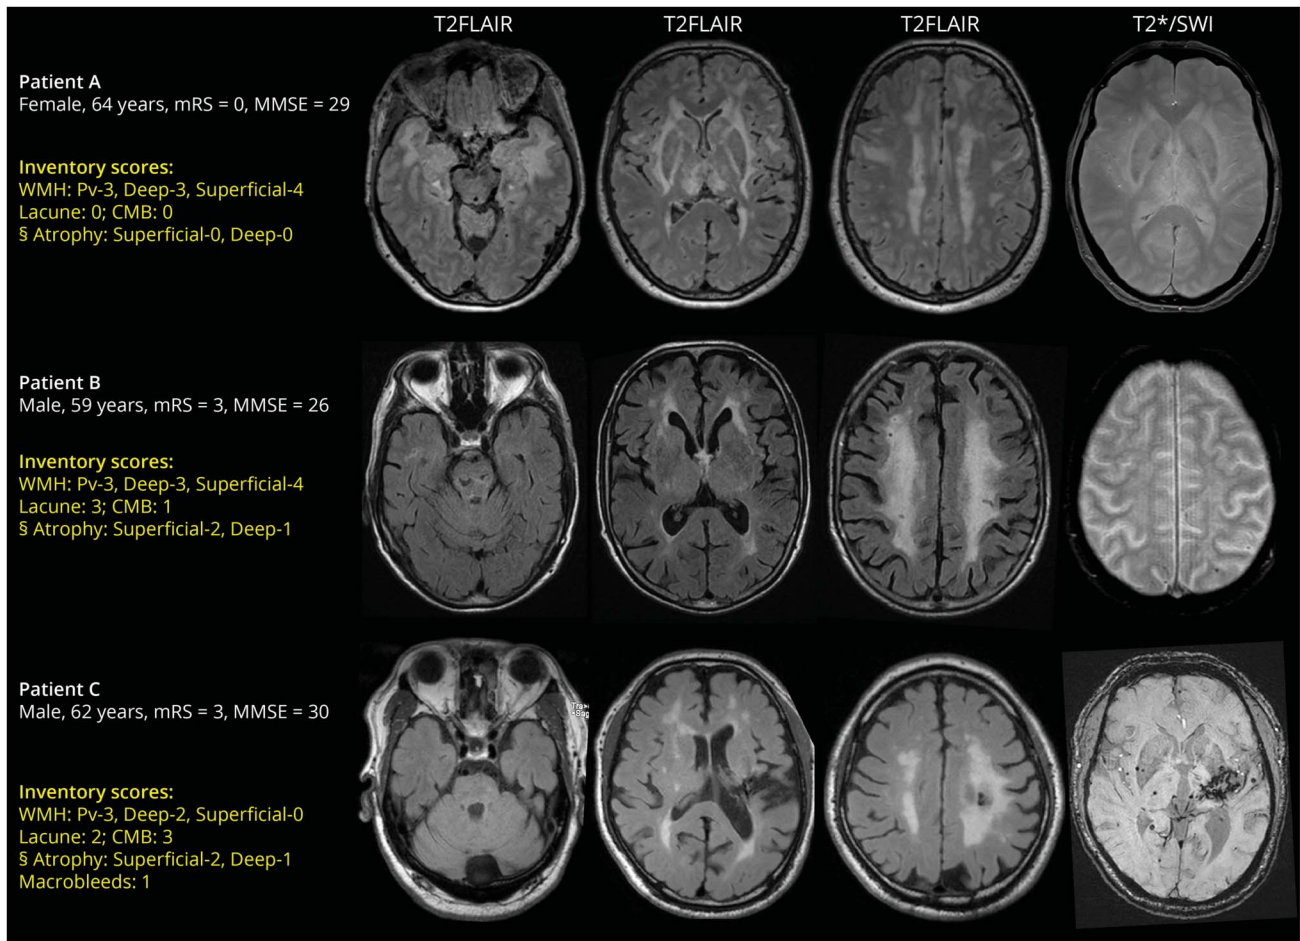 T2FLAIR T2FLAIR T2FLAIR T2*/SWI
Patient A
Female, 64 years, mRS = 0, MMSE = 29
Inventory scores:
WMH: Pv-3, Deep-3, Superficial-4
Lacune: 0; CMB: 0
§ Atrophy: Superficial-0, Deep-0
Patient B
Male, 59 years, mRS = 3, MMSE = 26
Inventory scores:
WMH: Pv-3, Deep-3, Superficial-4
Lacune: 3; CMB: 1
§ Atrophy: Superficial-2, Deep-1
Patient C
Male, 62 years, mRS = 3, MMSE = 30
Inventory scores:
WMH: Pv-3, Deep-2, Superficial-0
Lacune: 2; CMB: 3
§ Atrophy: Superficial-2, Deep-1
Macrobleeds: 1